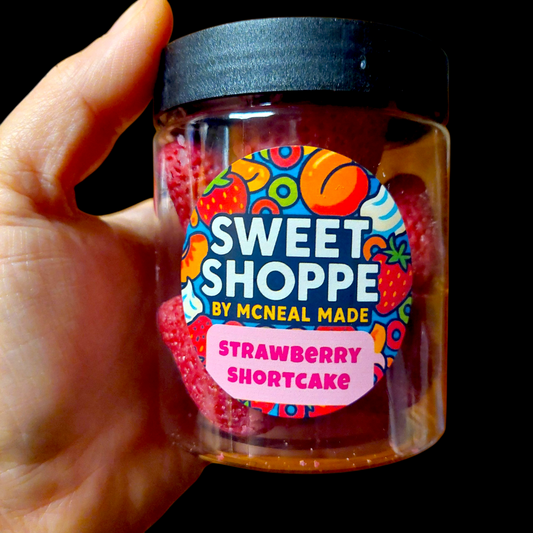 SWEET
SHOPPE
BY MCNEAL MADE
STRAWBERRY
SHORTCAKE